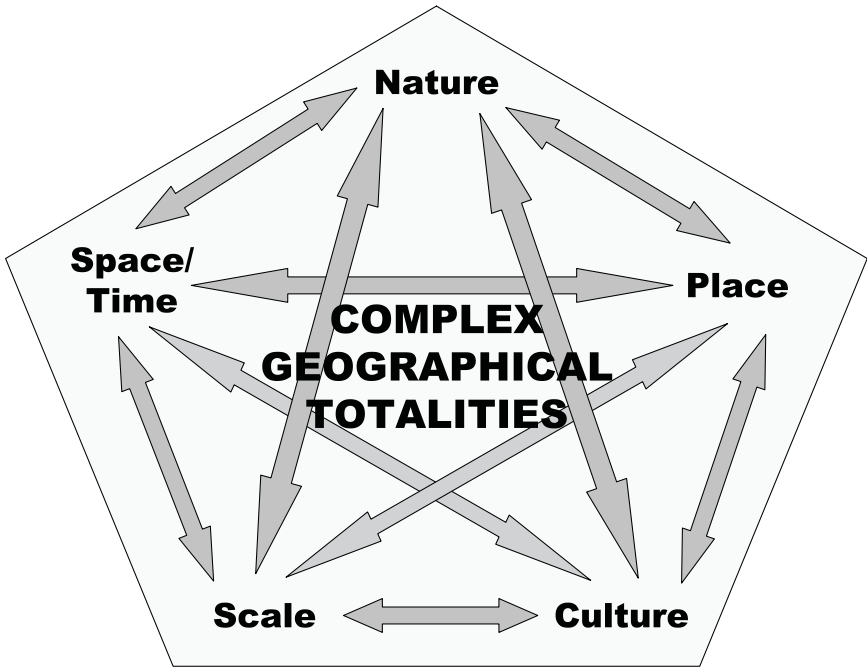 Nature
Space/
Time
Place
COMPLEX
GEOGRAPHICAL
TOTALITIES
Scale
Culture